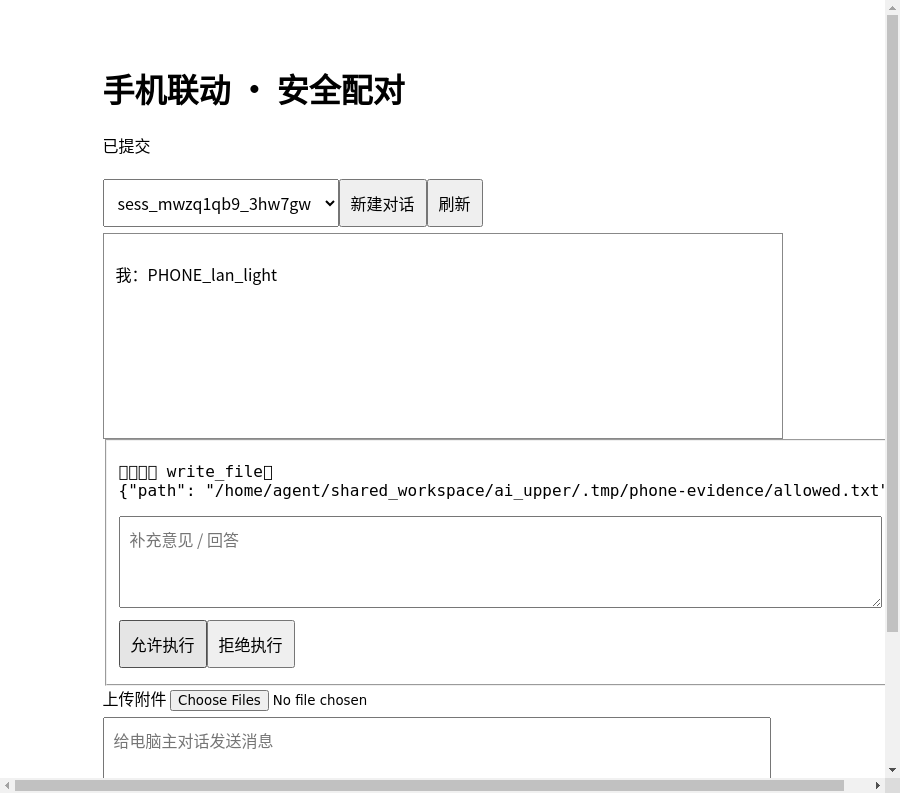 手机联动 · 安全配对
已提交
sess_mwzq1qb9_3hw7gw 新建对话 刷新
我：PHONE_lan_light
write_file
{"path": "/home/agent/shared_workspace/ai_upper/.tmp/phone-evidence/allowed.txt"
补充意见 / 回答
允许执行 拒绝执行
上传附件 Choose Files No file chosen
给电脑主对话发送消息